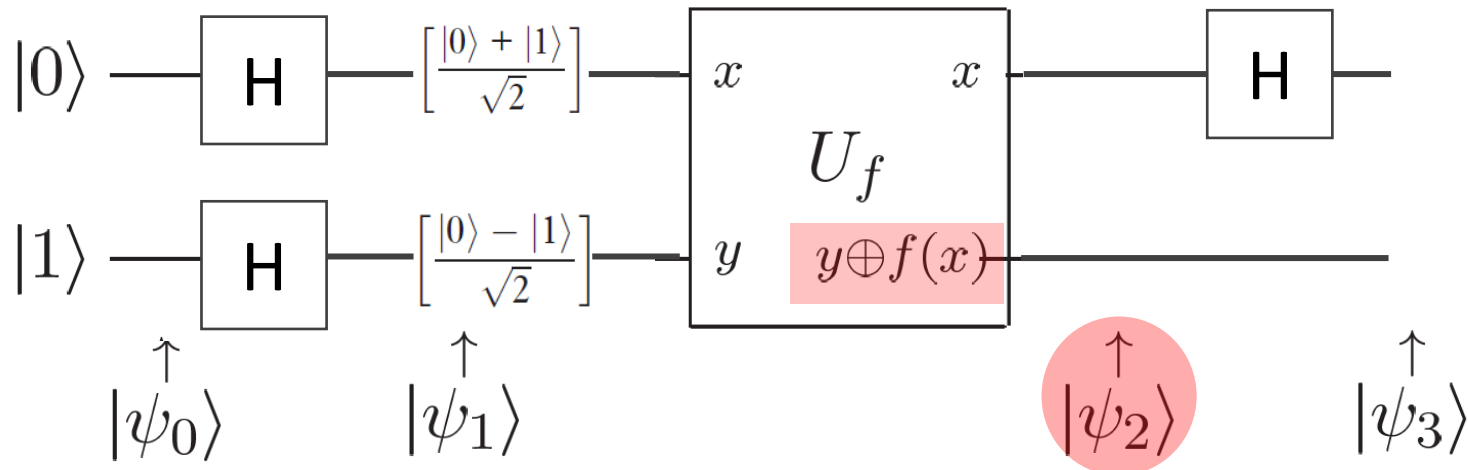 |0⟩ H [|0⟩ + |1⟩ / √2] x x H
U_f
|1⟩ H [|0⟩ − |1⟩ / √2] y y⊕f(x)
↑ ↑ ↑ ↑
|ψ₀⟩ |ψ₁⟩ |ψ₂⟩ |ψ₃⟩